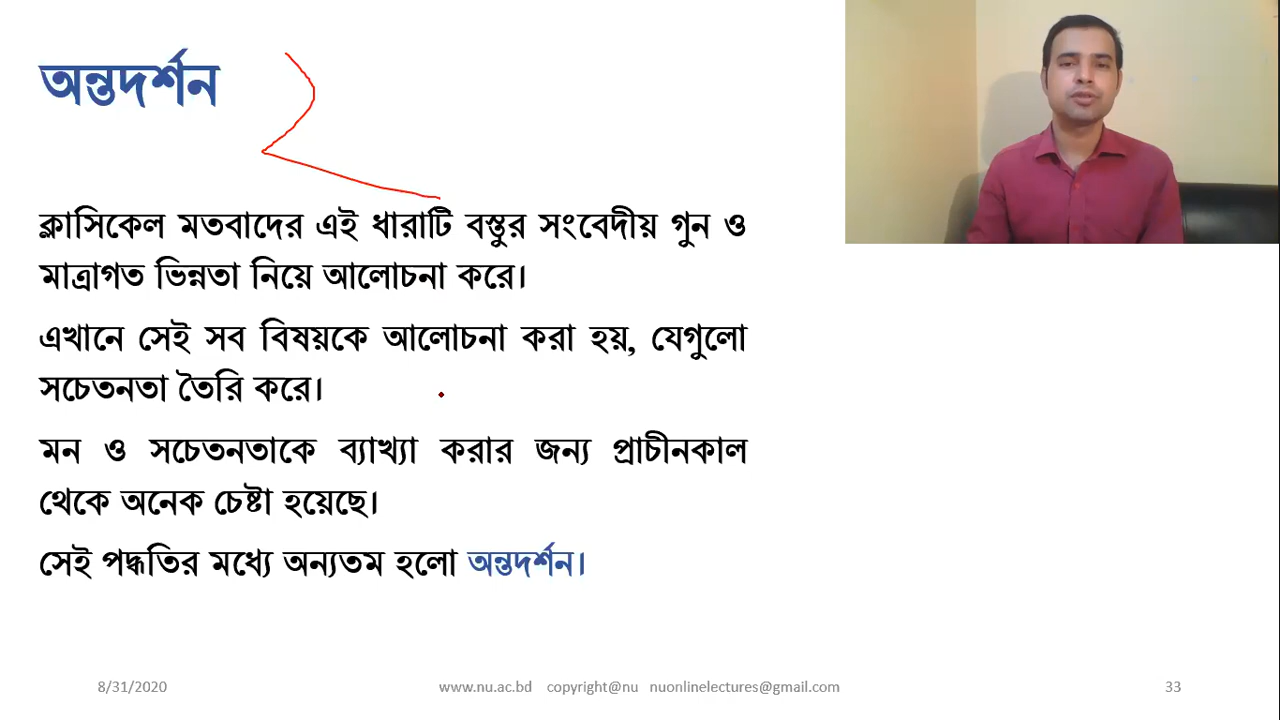 অন্তদর্শন
ক্লাসিকেল মতবাদের এই ধারাটি বস্তুর সংবেদীয় গুন ও
মাত্রাগত ভিন্নতা নিয়ে আলোচনা করে।
এখানে সেই সব বিষয়কে আলোচনা করা হয়, যেগুলো
সচেতনতা তৈরি করে।
মন ও সচেতনতাকে ব্যাখ্যা করার জন্য প্রাচীনকাল
থেকে অনেক চেষ্টা হয়েছে।
সেই পদ্ধতির মধ্যে অন্যতম হলো অন্তদর্শন।
8/31/2020 www.nu.ac.bd copyright@nu nuonlinelectures@gmail.com 33